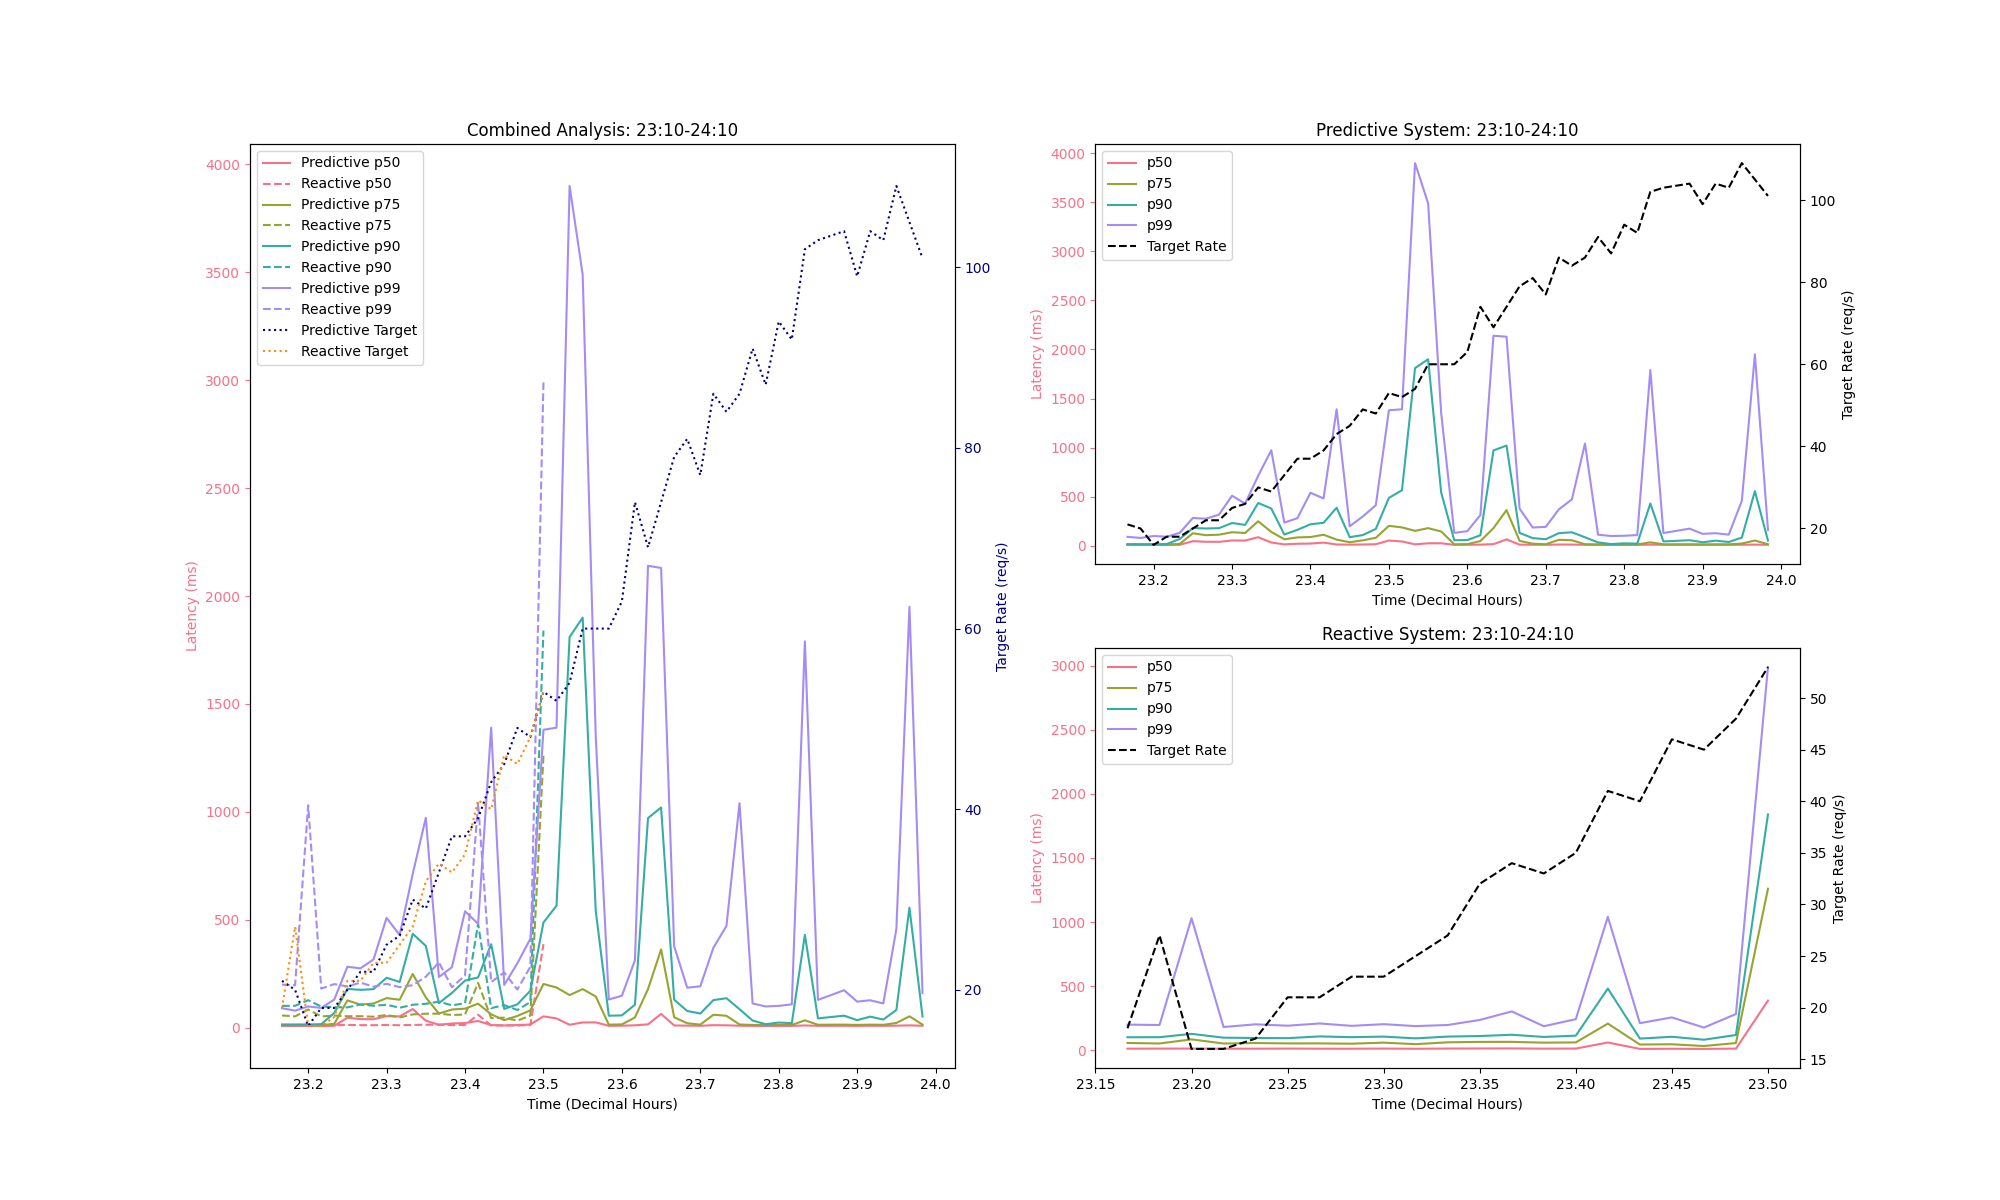 Combined Analysis: 23:10-24:10
Predictive p50
Reactive p50
Predictive p75
Reactive p75
Predictive p90
Reactive p90
Predictive p99
Reactive p99
Predictive Target
Reactive Target
4000
3500
3000
2500
2000
1500
1000
500
0
Latency (ms)
100
80
60
40
20
Target Rate (req/s)
23.2 23.3 23.4 23.5 23.6 23.7 23.8 23.9 24.0
Time (Decimal Hours)
Predictive System: 23:10-24:10
p50
p75
p90
p99
Target Rate
4000
3500
3000
2500
2000
1500
1000
500
0
Latency (ms)
100
80
60
40
20
Target Rate (req/s)
23.2 23.3 23.4 23.5 23.6 23.7 23.8 23.9 24.0
Time (Decimal Hours)
Reactive System: 23:10-24:10
p50
p75
p90
p99
Target Rate
3000
2500
2000
1500
1000
500
0
Latency (ms)
50
45
40
35
30
25
20
15
Target Rate (req/s)
23.15 23.20 23.25 23.30 23.35 23.40 23.45 23.50
Time (Decimal Hours)